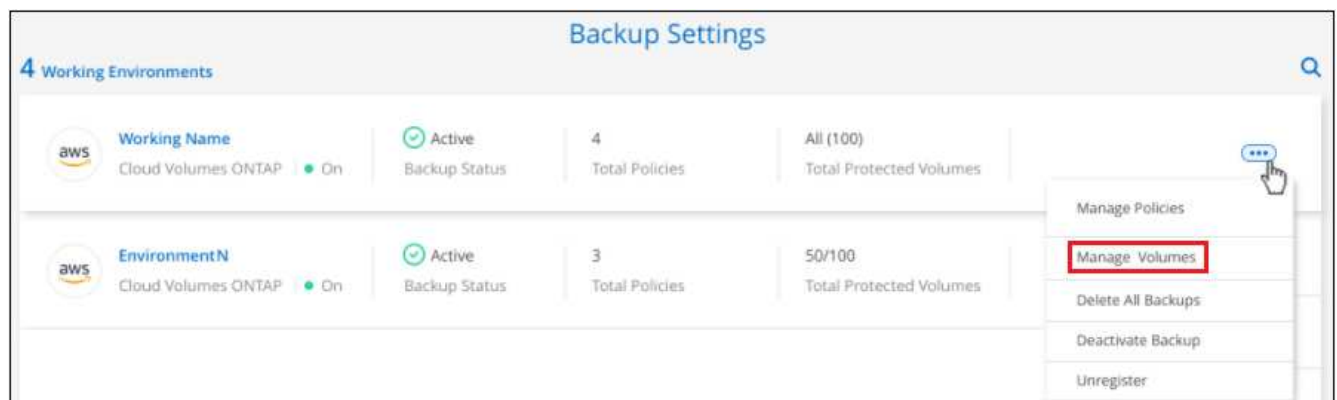 Backup Settings
4 Working Environments
aws
Working Name
Cloud Volumes ONTAP On
Active
Backup Status
4
Total Policies
All (100)
Total Protected Volumes
aws
EnvironmentN
Cloud Volumes ONTAP On
Active
Backup Status
3
Total Policies
50/100
Total Protected Volumes
Manage Policies
Manage Volumes
Delete All Backups
Deactivate Backup
Unregister